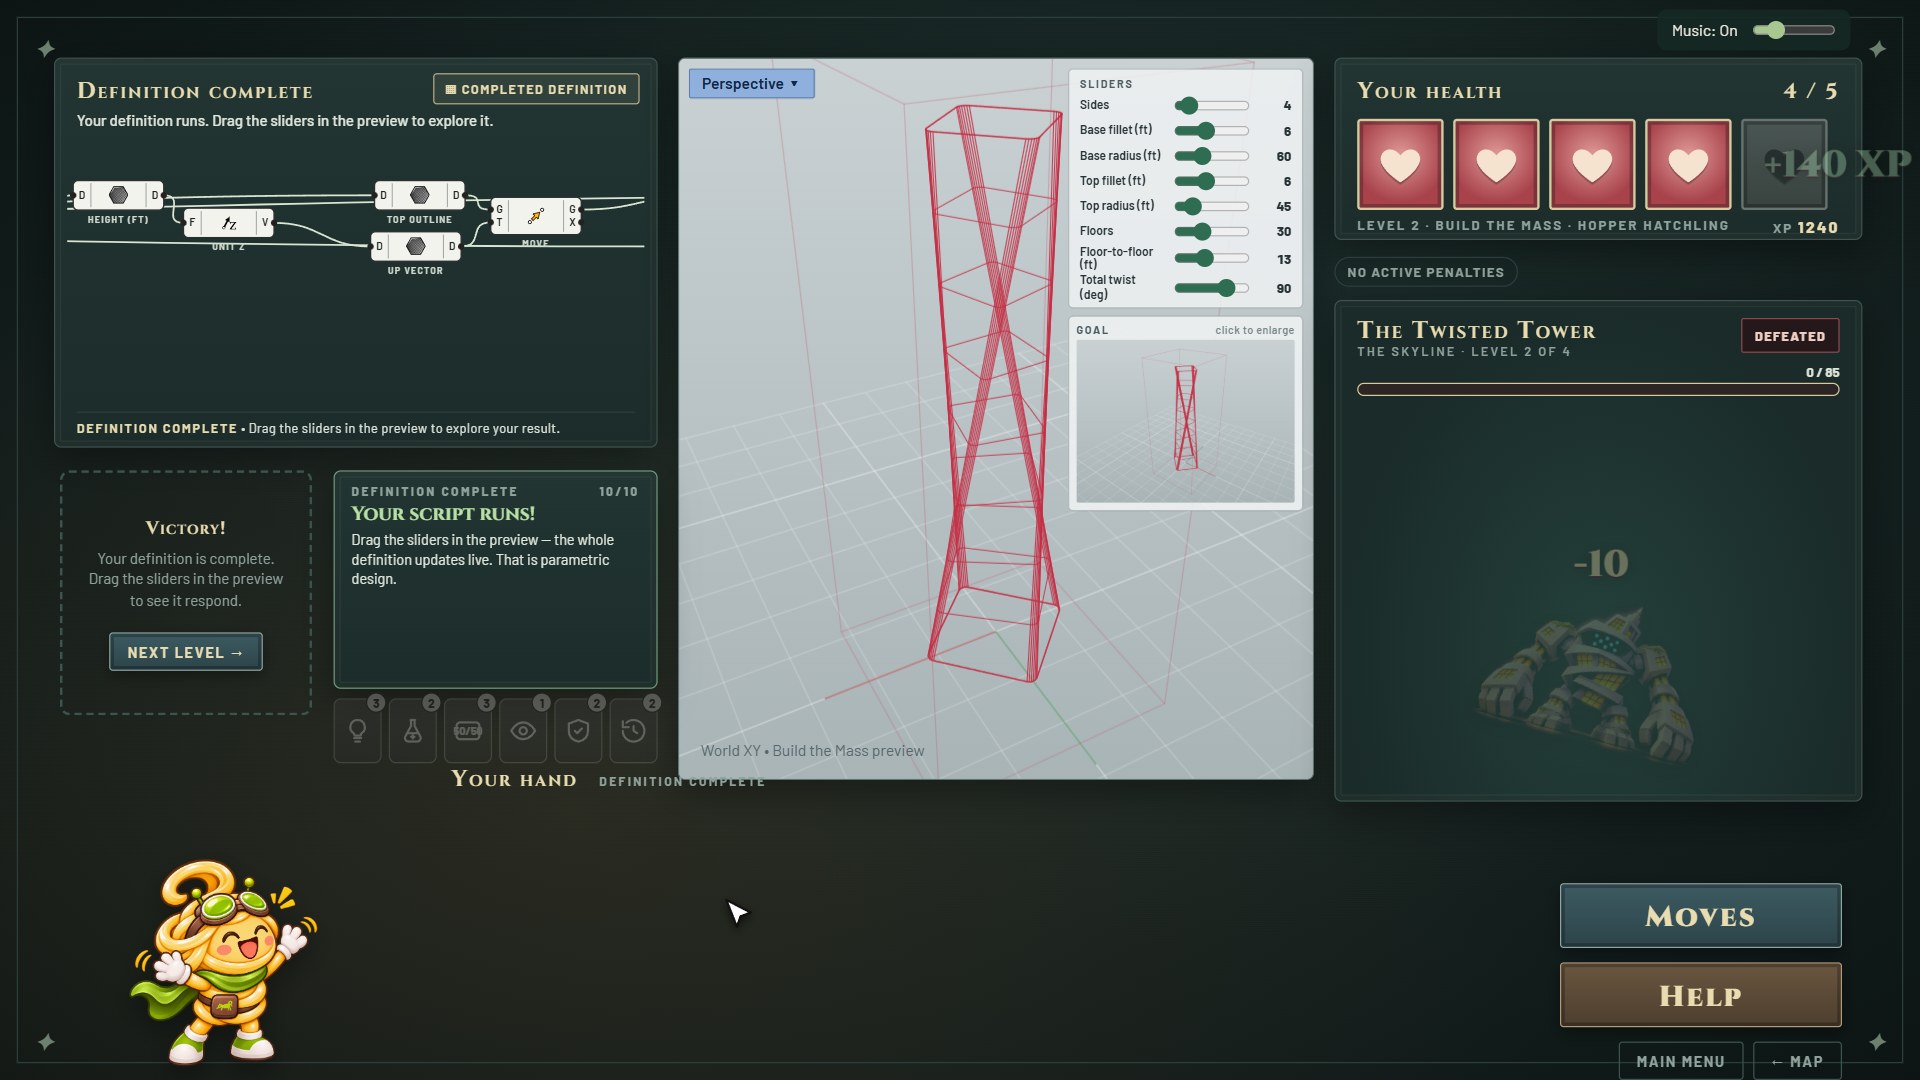 Music: On
Definition complete
COMPLETED DEFINITION
Your definition runs. Drag the sliders in the preview to explore it.
D D
HEIGHT (FT)
F V
UNIT Z
D D
TOP OUTLINE
D D
UP VECTOR
G G
T X
MOVE
DEFINITION COMPLETE • Drag the sliders in the preview to explore your result.
Victory!
Your definition is complete.
Drag the sliders in the preview
to see it respond.
NEXT LEVEL →
DEFINITION COMPLETE 10/10
Your script runs!
Drag the sliders in the preview — the whole
definition updates live. That is parametric
design.
3 2 3 1 2 2
50/50
Your hand DEFINITION COMPLETE
Perspective ▼
SLIDERS
Sides 4
Base fillet (ft) 6
Base radius (ft) 60
Top fillet (ft) 6
Top radius (ft) 45
Floors 30
Floor-to-floor
(ft) 13
Total twist
(deg) 90
GOAL click to enlarge
World XY • Build the Mass preview
Your health 4 / 5
+140 XP
LEVEL 2 · BUILD THE MASS · HOPPER HATCHLING XP 1240
NO ACTIVE PENALTIES
The Twisted Tower
DEFEATED
THE SKYLINE · LEVEL 2 OF 4
0 / 85
-10
Moves
Help
MAIN MENU
← MAP